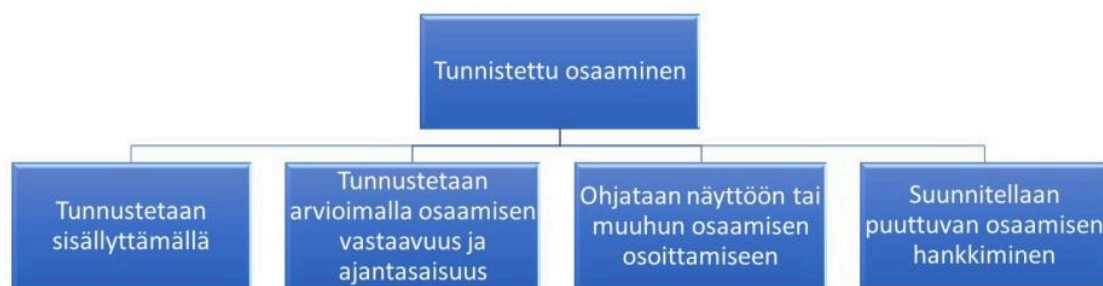 Tunnistettu osaaminen
Tunnustetaan
sisällyttämällä
Tunnustetaan
arvioimalla osaamisen
vastaavuus ja
ajantasaisuus
Ohjataan näyttöön tai
muuhun osaamisen
osoittamiseen
Suunnitellaan
puuttuvan osaamisen
hankkiminen